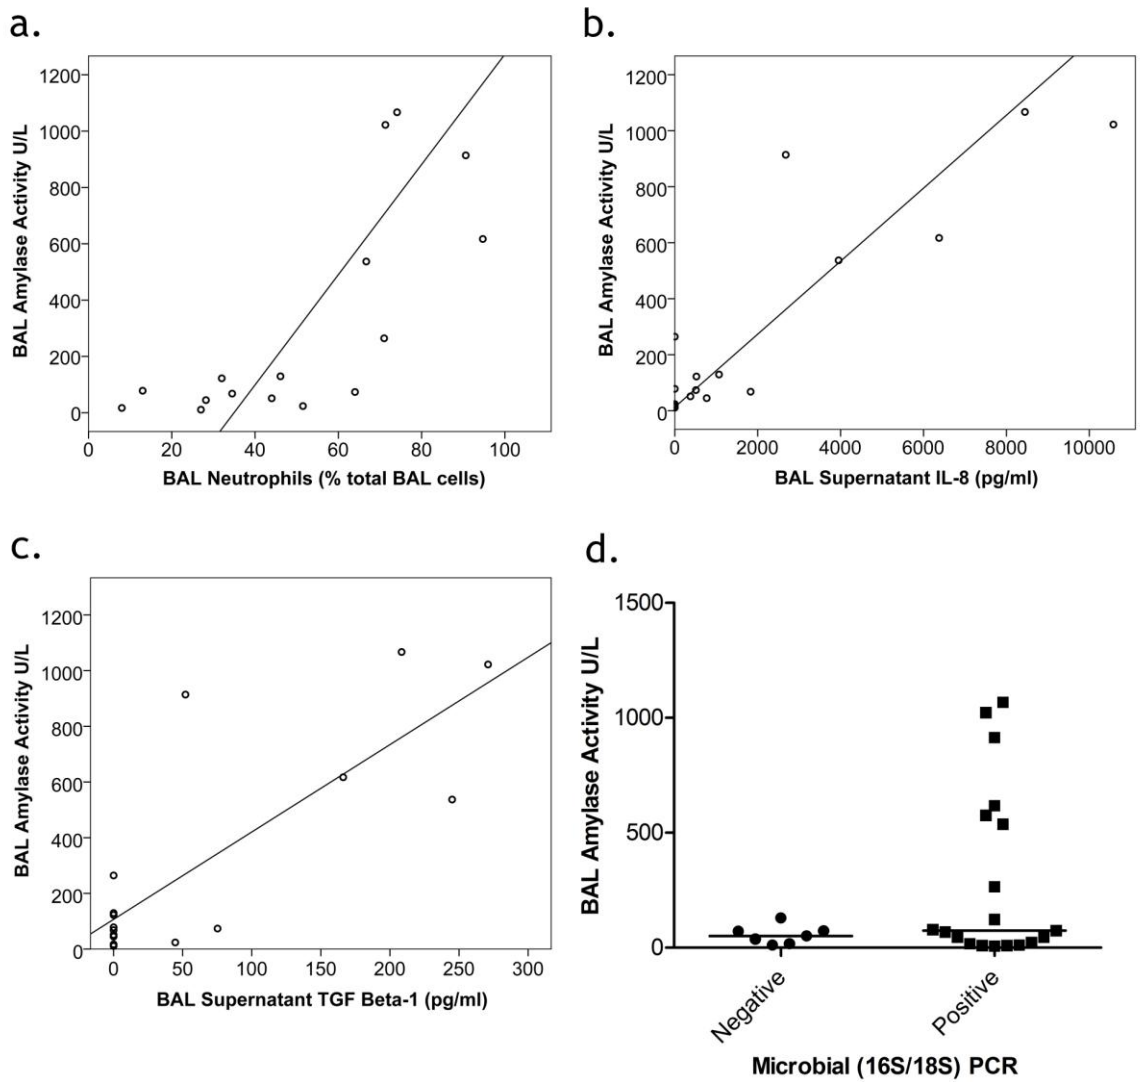 a.
BAL Amylase Activity U/L
1200
1000
800
600
400
200
0
0 20 40 60 80 100
BAL Neutrophils (% total BAL cells)
b.
BAL Amylase Activity U/L
1200
1000
800
600
400
200
0
0 2000 4000 6000 8000 10000
BAL Supernatant IL-8 (pg/ml)
c.
BAL Amylase Activity U/L
1200
1000
800
600
400
200
0
0 50 100 150 200 250 300
BAL Supernatant TGF Beta-1 (pg/ml)
d.
BAL Amylase Activity U/L
1500
1000
500
0
Negative Positive
Microbial (16S/18S) PCR